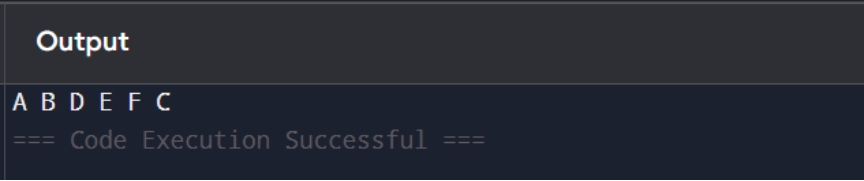 Output
A B D E F C
=== Code Execution Successful ===